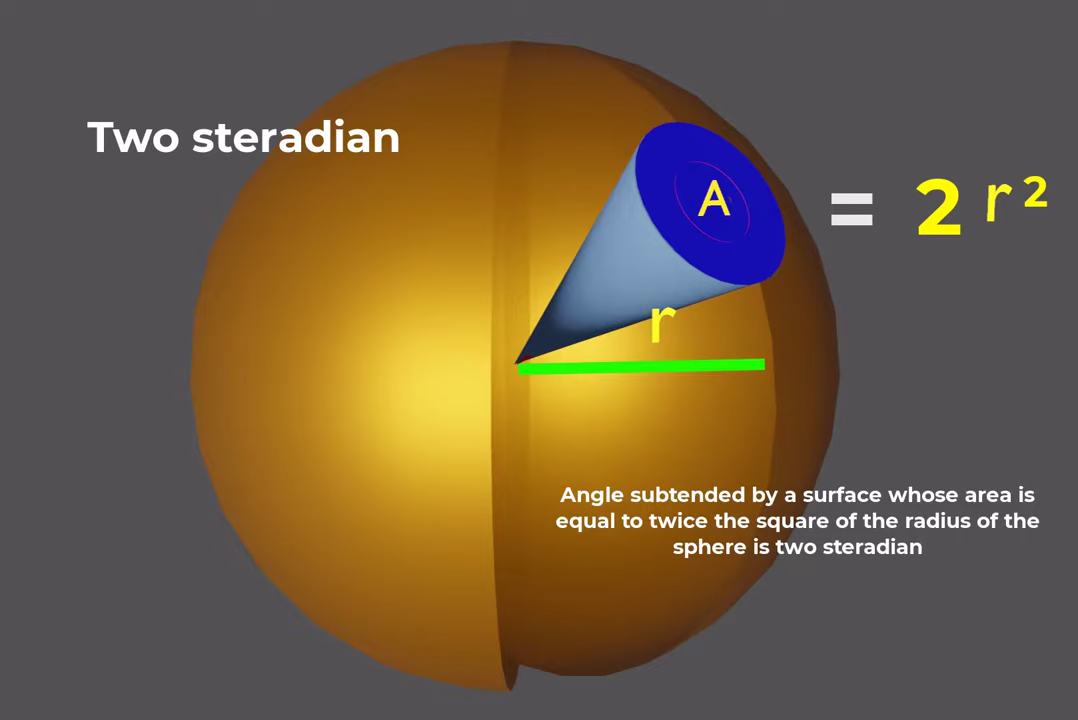 Two steradian
A = 2 r²
r
Angle subtended by a surface whose area is
equal to twice the square of the radius of the
sphere is two steradian